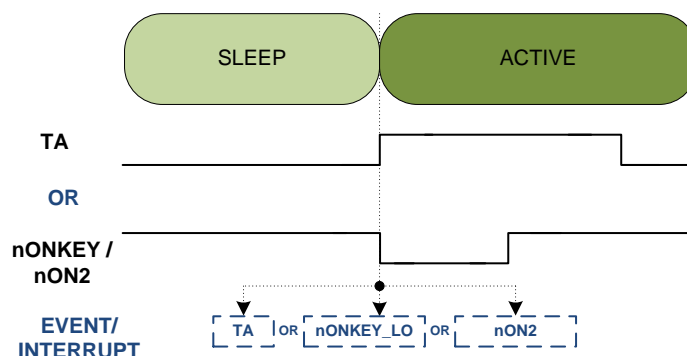 SLEEP ACTIVE
TA
OR
nONKEY /
nON2
EVENT/ TA OR nONKEY_LO OR nON2
INTERRUPT